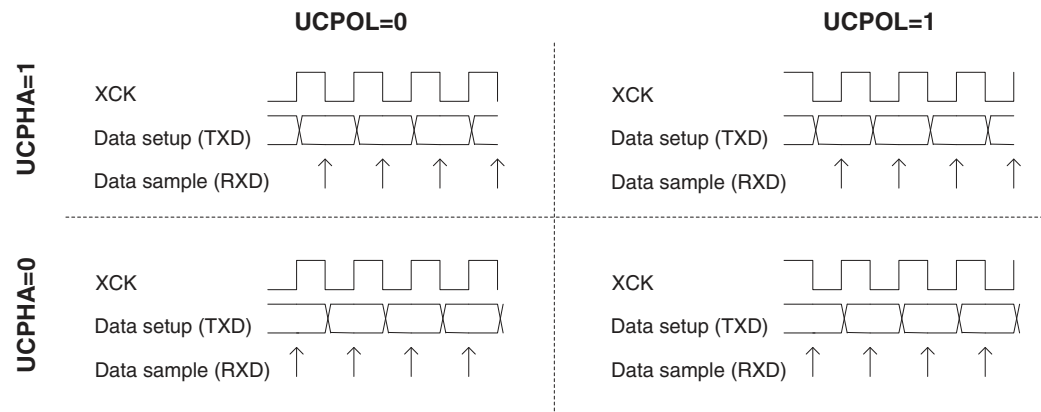 UCPOL=0
UCPOL=1
UCPHA=1
XCK
Data setup (TXD)
Data sample (RXD)
XCK
Data setup (TXD)
Data sample (RXD)
UCPHA=0
XCK
Data setup (TXD)
Data sample (RXD)
XCK
Data setup (TXD)
Data sample (RXD)